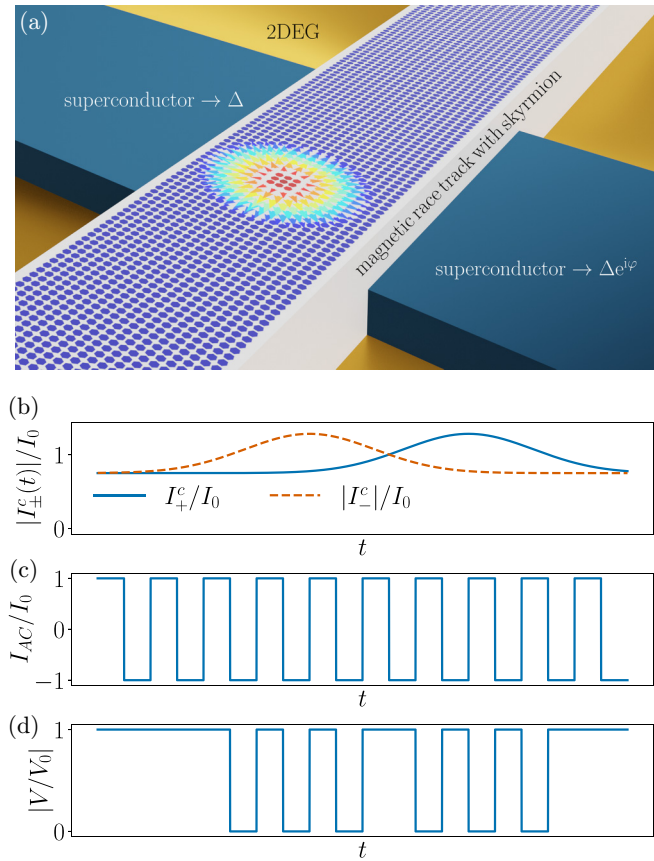 (a)
2DEG
superconductor → Δ
magnetic race track with skyrmion
superconductor → Δe^{iφ}
(b)
|I^c_±(t)|/I_0
1
0
I^c_+/I_0
|I^c_−|/I_0
t
(c)
I_{AC}/I_0
1
0
−1
t
(d)
|V/V_0|
1
0
t